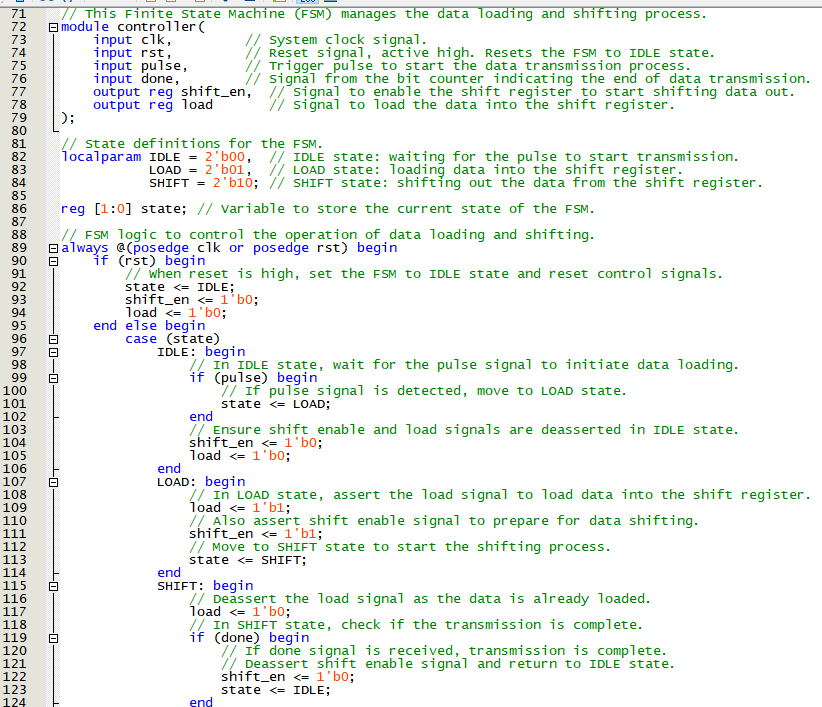 71 // This Finite State Machine (FSM) manages the data loading and shifting process.
72 module controller(
73     input clk,         // System clock signal.
74     input rst,         // Reset signal, active high. Resets the FSM to IDLE state.
75     input pulse,       // Trigger pulse to start the data transmission process.
76     input done,        // Signal from the bit counter indicating the end of data transmission.
77     output reg shift_en,  // Signal to enable the shift register to start shifting data out.
78     output reg load       // Signal to load the data into the shift register.
79 );
80
81 // State definitions for the FSM.
82 localparam IDLE = 2'b00,  // IDLE state: waiting for the pulse to start transmission.
83            LOAD = 2'b01,  // LOAD state: loading data into the shift register.
84            SHIFT = 2'b10; // SHIFT state: shifting out the data from the shift register.
85
86 reg [1:0] state; // Variable to store the current state of the FSM.
87
88 // FSM logic to control the operation of data loading and shifting.
89 always @(posedge clk or posedge rst) begin
90     if (rst) begin
91         // When reset is high, set the FSM to IDLE state and reset control signals.
92         state <= IDLE;
93         shift_en <= 1'b0;
94         load <= 1'b0;
95     end else begin
96         case (state)
97             IDLE: begin
98                 // In IDLE state, wait for the pulse signal to initiate data loading.
99                 if (pulse) begin
100                     // If pulse signal is detected, move to LOAD state.
101                     state <= LOAD;
102                 end
103                 // Ensure shift enable and load signals are deasserted in IDLE state.
104                 shift_en <= 1'b0;
105                 load <= 1'b0;
106             end
107             LOAD: begin
108                 // In LOAD state, assert the load signal to load data into the shift register.
109                 load <= 1'b1;
110                 // Also assert shift enable signal to prepare for data shifting.
111                 shift_en <= 1'b1;
112                 // Move to SHIFT state to start the shifting process.
113                 state <= SHIFT;
114             end
115             SHIFT: begin
116                 // Deassert the load signal as the data is already loaded.
117                 load <= 1'b0;
118                 // In SHIFT state, check if the transmission is complete.
119                 if (done) begin
120                     // If done signal is received, transmission is complete.
121                     // Deassert shift enable signal and return to IDLE state.
122                     shift_en <= 1'b0;
123                     state <= IDLE;
124                 end